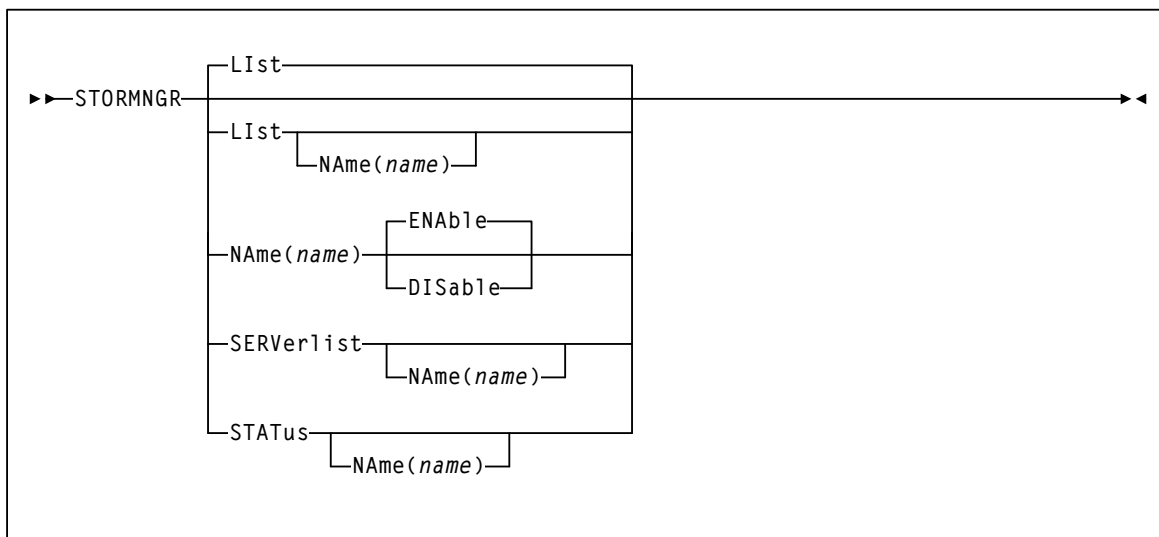 LIst
STORMNGR
LIst
NAme(name)
ENAble
NAme(name)
DISable
SERVerlist
NAme(name)
STATus
NAme(name)